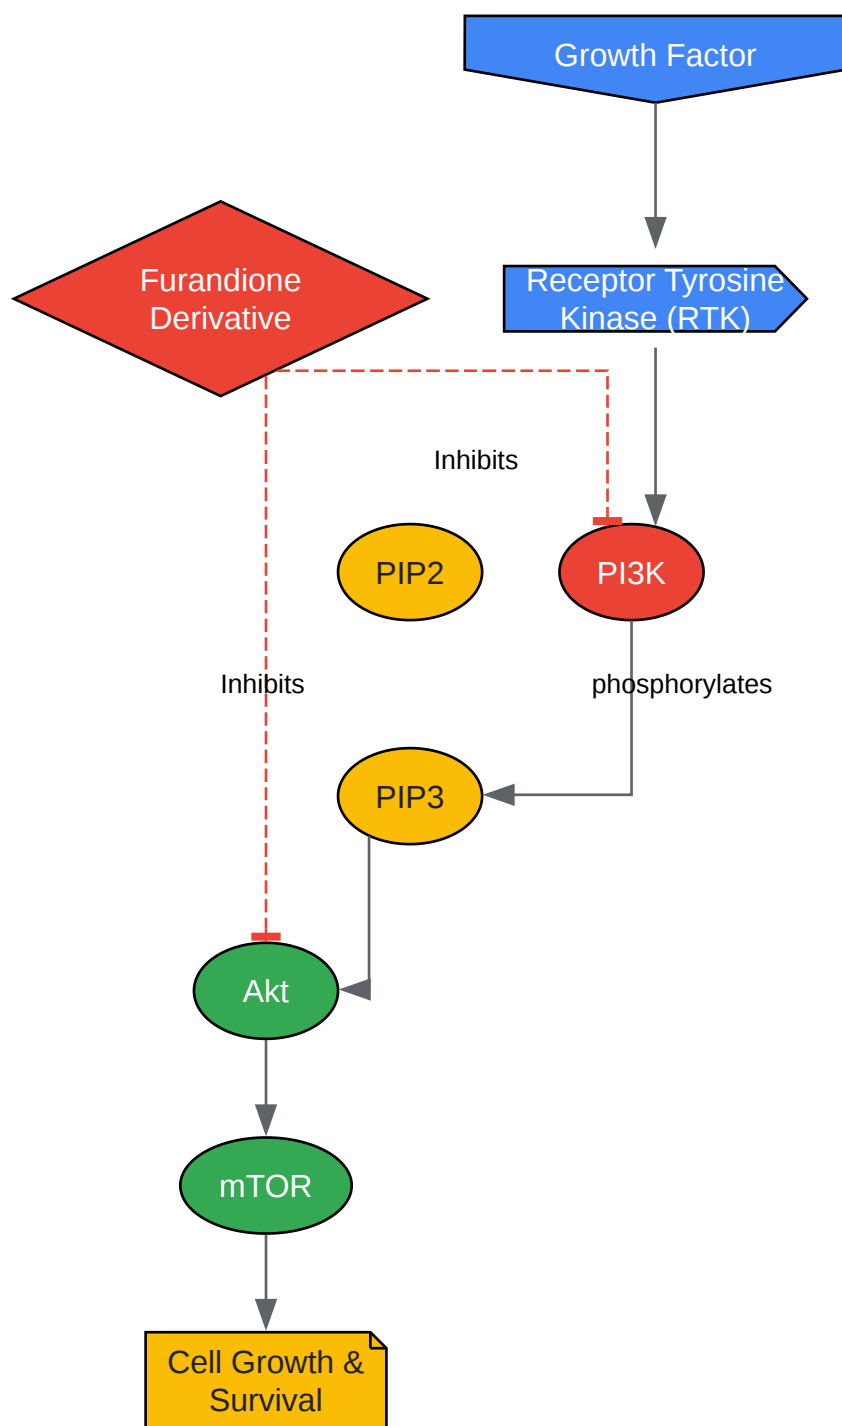 Growth Factor
Furandione
Derivative
Receptor Tyrosine
Kinase (RTK)
Inhibits
PIP2
PI3K
Inhibits
phosphorylates
PIP3
Akt
mTOR
Cell Growth &
Survival